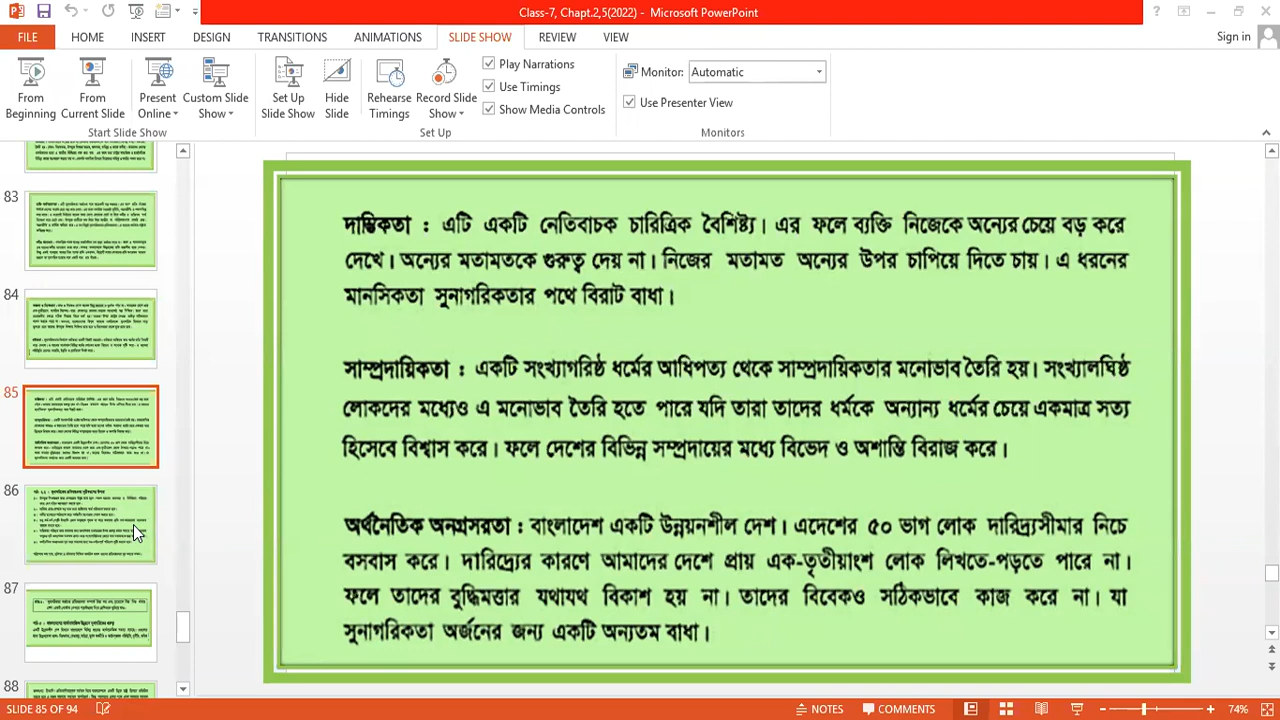 Class-7, Chapt.2,5(2022) - Microsoft PowerPoint
FILE HOME INSERT DESIGN TRANSITIONS ANIMATIONS SLIDE SHOW REVIEW VIEW Sign in
From Beginning
From Current Slide
Present Online
Custom Slide Show
Start Slide Show
Set Up Slide Show
Hide Slide
Rehearse Timings
Record Slide Show
Play Narrations
Use Timings
Show Media Controls
Set Up
Monitor: Automatic
Use Presenter View
Monitors
83
84
85
86
87
88
দাম্ভিকতা : এটি একটি নেতিবাচক চারিত্রিক বৈশিষ্ট্য। এর ফলে ব্যক্তি নিজেকে অন্যের চেয়ে বড় করে
দেখে। অন্যের মতামতকে গুরুত্ব দেয় না। নিজের মতামত অন্যের উপর চাপিয়ে দিতে চায়। এ ধরনের
মানসিকতা সুনাগরিকতার পথে বিরাট বাধা।
সাম্প্রদায়িকতা : একটি সংখ্যাগরিষ্ঠ ধর্মের আধিপত্য থেকে সাম্প্রদায়িকতার মনোভাব তৈরি হয়। সংখ্যালঘিষ্ঠ
লোকদের মধ্যেও এ মনোভাব তৈরি হতে পারে যদি তারা তাদের ধর্মকে অন্যান্য ধর্মের চেয়ে একমাত্র সত্য
হিসেবে বিশ্বাস করে। ফলে দেশের বিভিন্ন সম্প্রদায়ের মধ্যে বিভেদ ও অশান্তি বিরাজ করে।
অর্থনৈতিক অনগ্রসরতা : বাংলাদেশ একটি উন্নয়নশীল দেশ। এদেশের ৫০ ভাগ লোক দারিদ্র্যসীমার নিচে
বসবাস করে। দারিদ্র্যের কারণে আমাদের দেশে প্রায় এক-তৃতীয়াংশ লোক লিখতে-পড়তে পারে না।
ফলে তাদের বুদ্ধিমত্তার যথাযথ বিকাশ হয় না। তাদের বিবেকও সঠিকভাবে কাজ করে না। যা
সুনাগরিকতা অর্জনের জন্য একটি অন্যতম বাধা।
SLIDE 85 OF 94 NOTES COMMENTS 74%